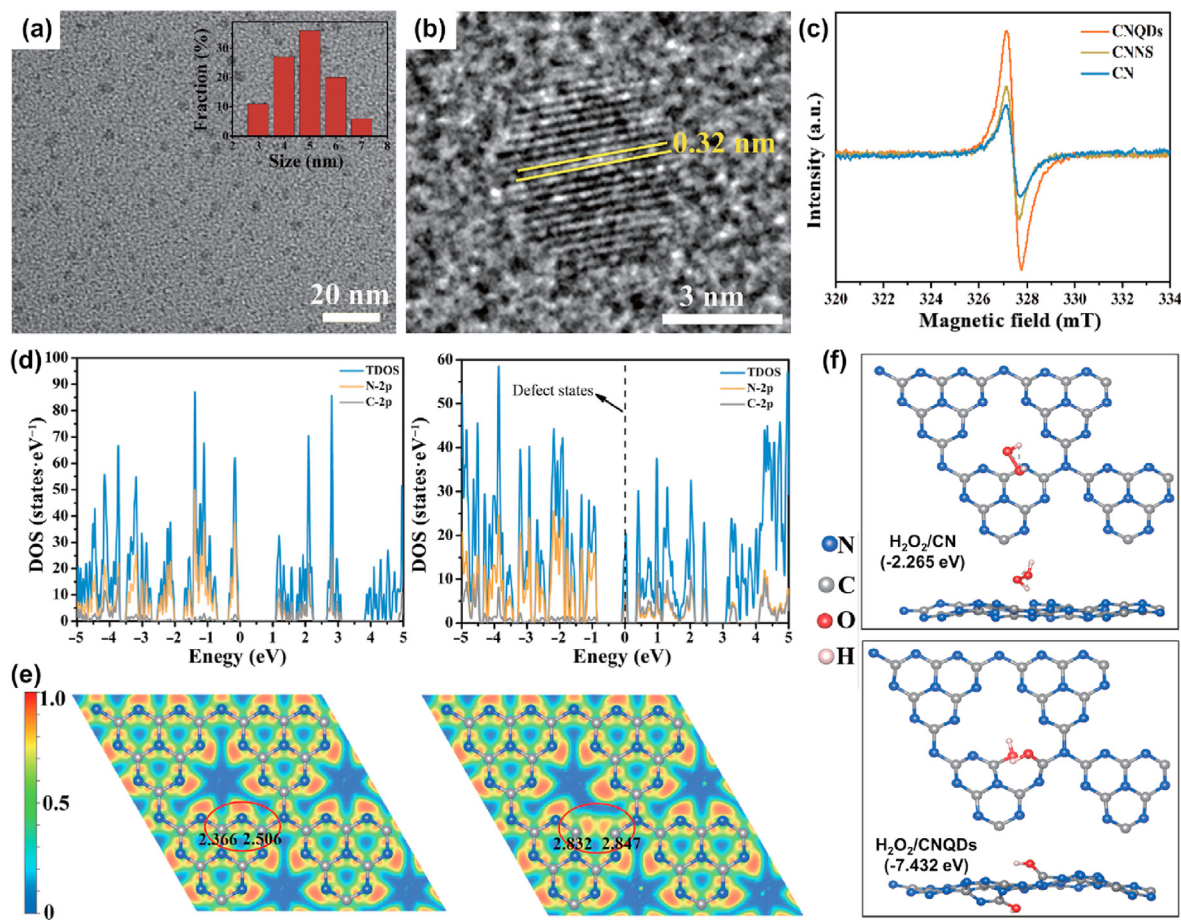 (a)
Fraction (%)
30
20
10
0
2 3 4 5 6 7 8
Size (nm)
20 nm
(b)
0.32 nm
3 nm
(c)
CNQDs
CNNS
CN
Intensity (a.u.)
320 322 324 326 328 330 332 334
Magnetic field (mT)
(d)
100
90
80
70
60
50
40
30
20
10
0
DOS (states·eV⁻¹)
TDOS
N-2p
C-2p
−5 −4 −3 −2 −1 0 1 2 3 4 5
Enegy (eV)
60
50
40
30
20
10
0
DOS (states·eV⁻¹)
Defect states
TDOS
N-2p
C-2p
−5 −4 −3 −2 −1 0 1 2 3 4 5
Enegy (eV)
(e)
1.0
0.5
0
2.366 2.506
2.832 2.847
(f)
N
C
O
H
H₂O₂/CN
(-2.265 eV)
H₂O₂/CNQDs
(-7.432 eV)